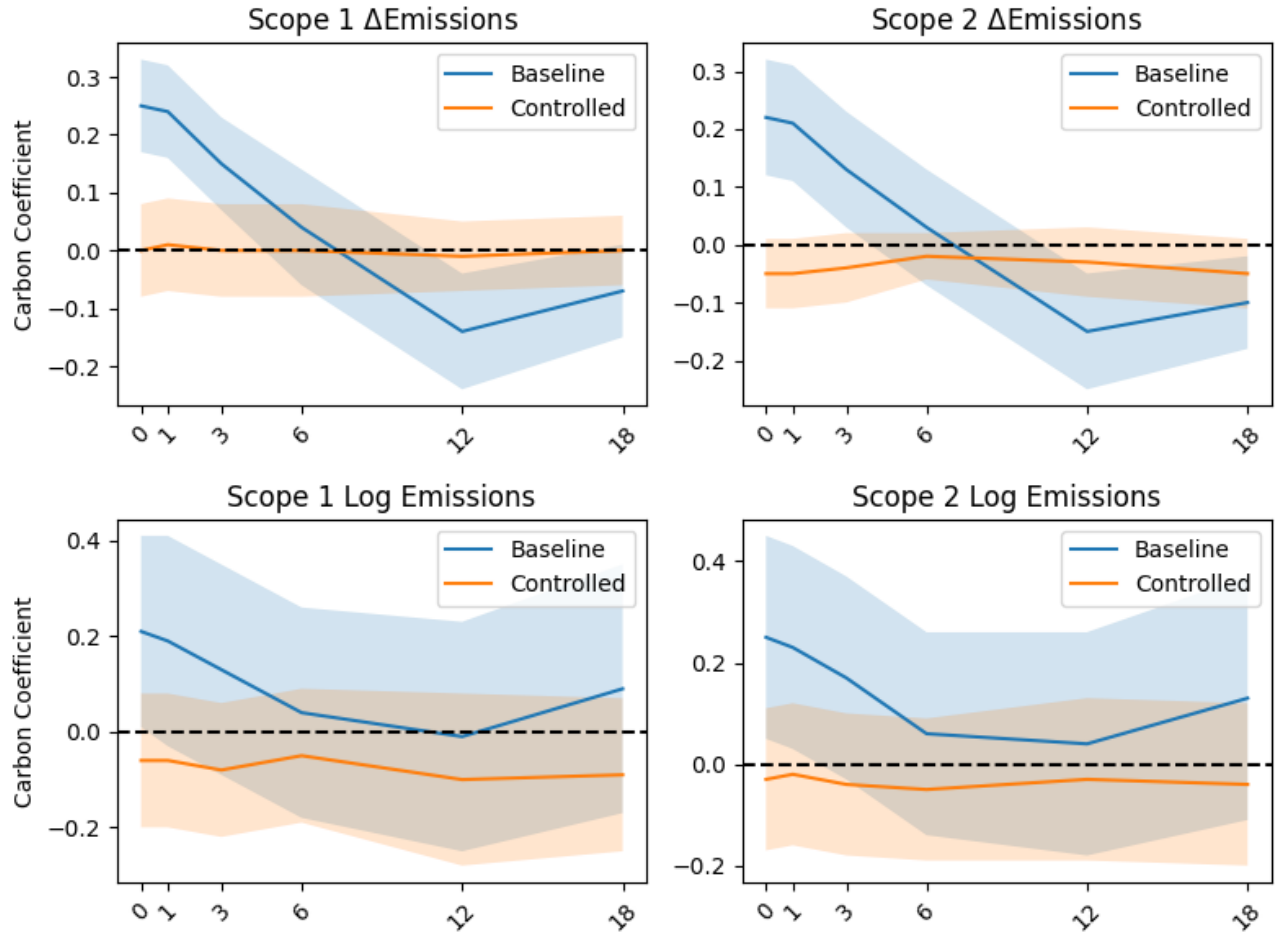 Scope 1 ΔEmissions
Carbon Coefficient
0.3
0.2
0.1
0.0
−0.1
−0.2
Baseline
Controlled
0 1 3 6 12 18
Scope 2 ΔEmissions
0.3
0.2
0.1
0.0
−0.1
−0.2
Baseline
Controlled
0 1 3 6 12 18
Scope 1 Log Emissions
Carbon Coefficient
0.4
0.2
0.0
−0.2
Baseline
Controlled
0 1 3 6 12 18
Scope 2 Log Emissions
0.4
0.2
0.0
−0.2
Baseline
Controlled
0 1 3 6 12 18